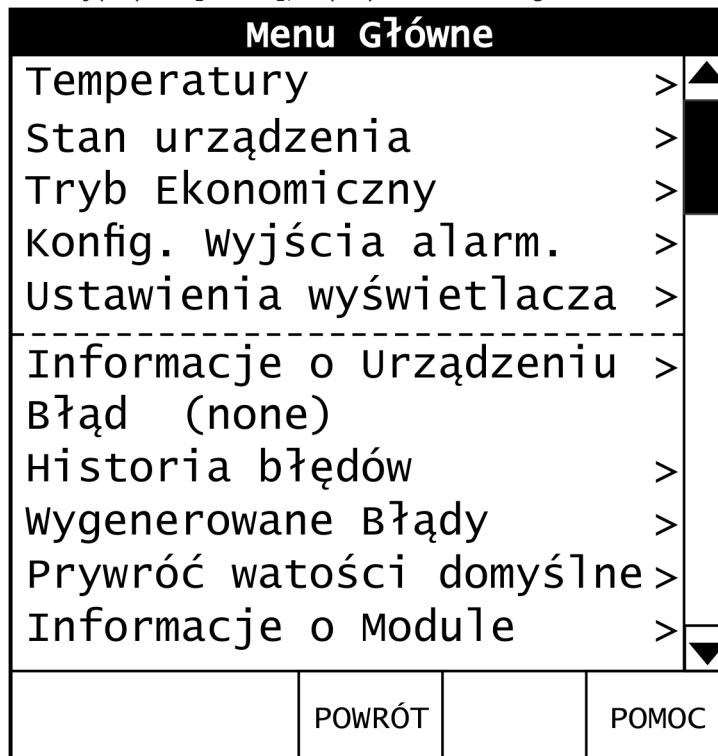 Menu Główne
Temperatury >
Stan urządzenia >
Tryb Ekonomiczny >
Konfig. Wyjścia alarm. >
Ustawienia wyświetlacza >
Informacje o Urządzeniu >
Błąd (none)
Historia błędów >
Wygenerowane Błądy >
Prywróć watości domyślne >
Informacje o Module >
POWRÓT POMOC